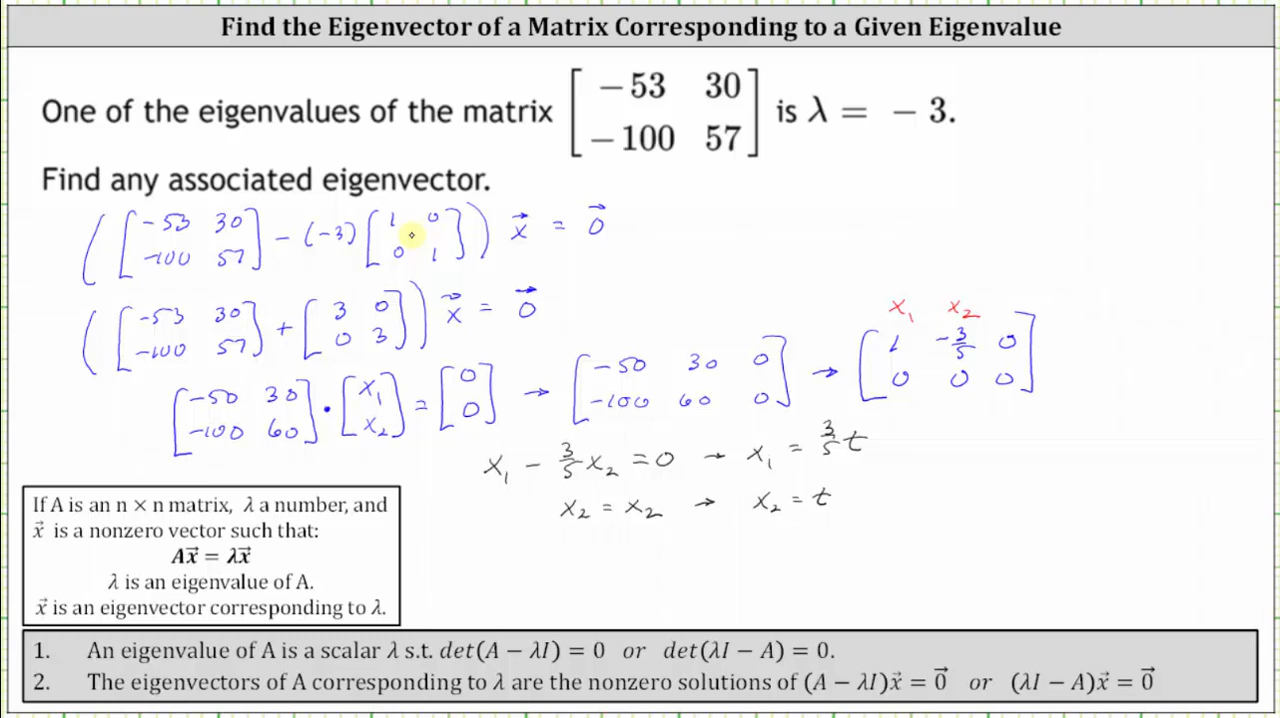 Find the Eigenvector of a Matrix Corresponding to a Given Eigenvalue
One of the eigenvalues of the matrix [ -53 30 ; -100 57 ] is λ = - 3.
Find any associated eigenvector.
( [ -53 30 ; -100 57 ] - (-3) [ 1 0 ; 0 1 ] ) x⃗ = 0⃗
( [ -53 30 ; -100 57 ] + [ 3 0 ; 0 3 ] ) x⃗ = 0⃗
x₁ x₂
[ -50 30 ; -100 60 ] · [ x₁ ; x₂ ] = [ 0 ; 0 ] → [ -50 30 0 ; -100 60 0 ] → [ 1 -3/5 0 ; 0 0 0 ]
x₁ - 3/5 x₂ = 0 → x₁ = 3/5 t
x₂ = x₂ → x₂ = t
If A is an n × n matrix, λ a number, and
x⃗ is a nonzero vector such that:
Ax⃗ = λx⃗
λ is an eigenvalue of A.
x⃗ is an eigenvector corresponding to λ.
1. An eigenvalue of A is a scalar λ s.t. det(A − λI) = 0 or det(λI − A) = 0.
2. The eigenvectors of A corresponding to λ are the nonzero solutions of (A − λI)x⃗ = 0⃗ or (λI − A)x⃗ = 0⃗